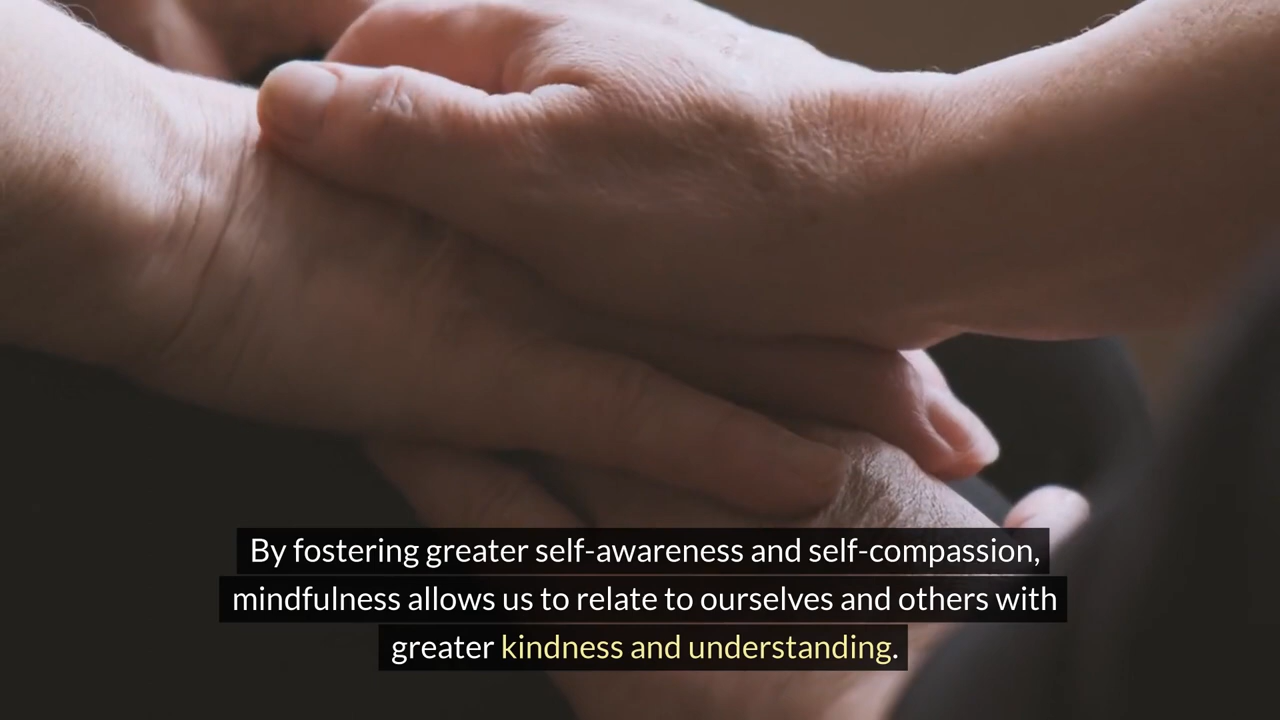 By fostering greater self-awareness and self-compassion,
mindfulness allows us to relate to ourselves and others with
greater kindness and understanding.